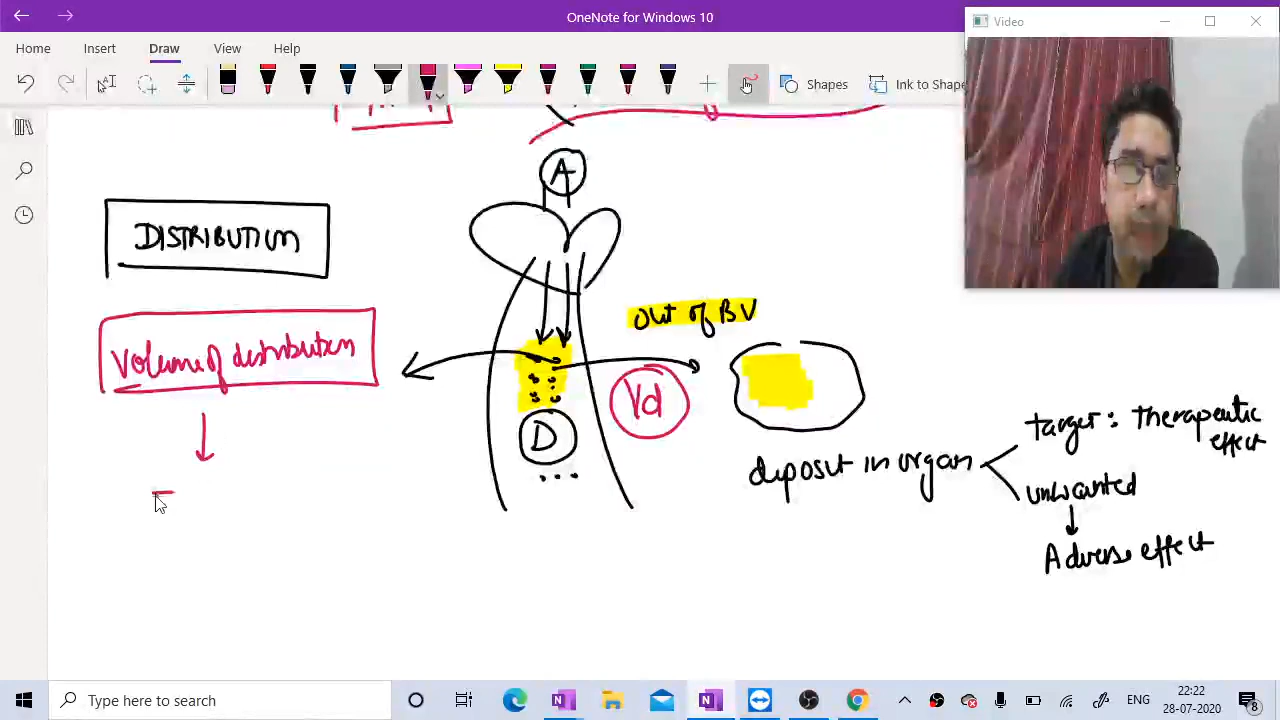 OneNote for Windows 10
Video
Home Insert Draw View Help
Shapes
Ink to Shap
A
DISTRIBUTION
out of BV
Volume of distribution
Vd
D
target: therapeutic
effect
deposit in organ
unwanted
Adverse effect
Type here to search
ENG
22:22
28-07-2020
8